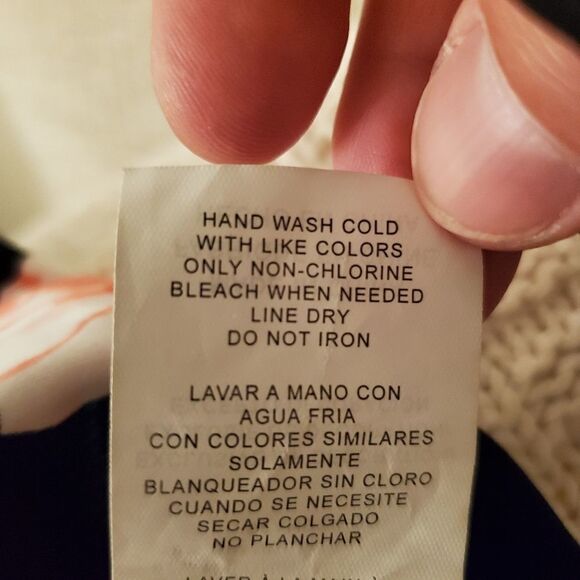 HAND WASH COLD
WITH LIKE COLORS
ONLY NON-CHLORINE
BLEACH WHEN NEEDED
LINE DRY
DO NOT IRON
LAVAR A MANO CON
AGUA FRIA
CON COLORES SIMILARES
SOLAMENTE
BLANQUEADOR SIN CLORO
CUANDO SE NECESITE
SECAR COLGADO
NO PLANCHAR